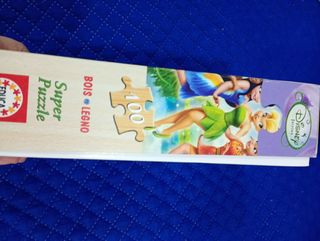 EDUCA
Super
Puzzle
BOIS LEGNO
100
DISNEY